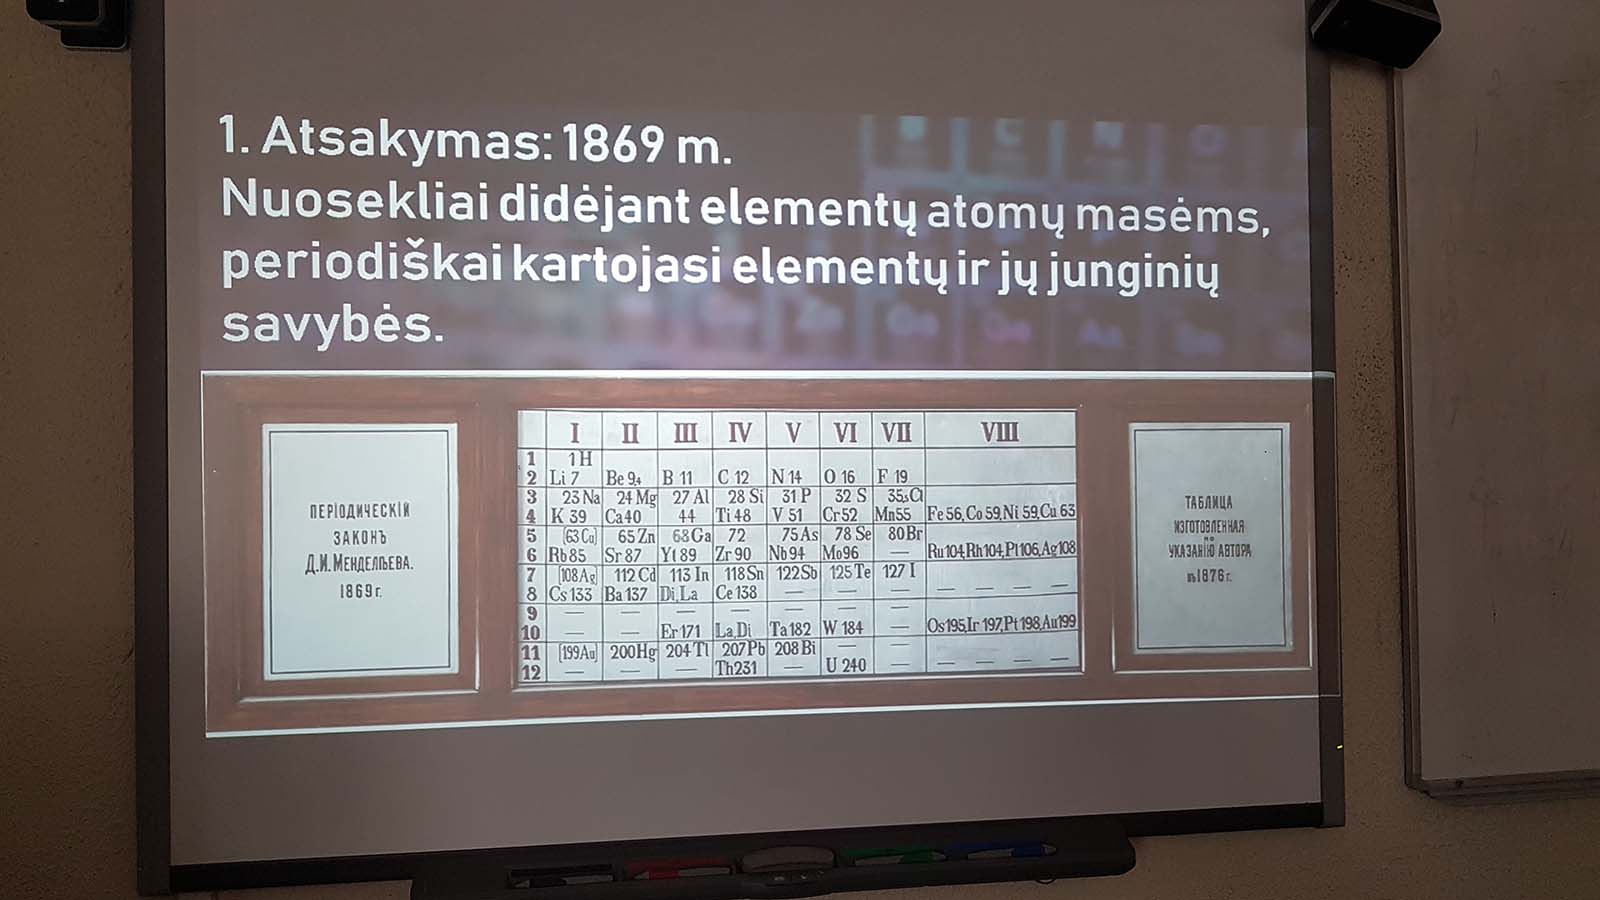 1. Atsakymas: 1869 m.
Nuosekliai didėjant elementų atomų masėms,
periodiškai kartojasi elementų ir jų junginių
savybės.
ПЕРІОДИЧЕСКІЙ
ЗАКОНЪ
Д.И.МЕНДЕЛѢЕВА.
1869 г.
I II III IV V VI VII VIII
1 1H
2 Li 7 Be 9,4 B 11 C 12 N 14 O 16 F 19
3 23 Na 24 Mg 27 Al 28 Si 31 P 32 S 35,5 Cl
4 K 39 Ca 40 44 Ti 48 V 51 Cr 52 Mn 55 Fe 56, Co 59, Ni 59, Cu 63
5 [63 Cu] 65 Zn 68 Ga 72 75 As 78 Se 80 Br
6 Rb 85 Sr 87 Yt 89 Zr 90 Nb 94 Mo 96 — Ru 104, Rh 104, Pl 106, Ag 108
7 [108 Ag] 112 Cd 113 In 118 Sn 122 Sb 125 Te 127 I
8 Cs 133 Ba 137 Di, La Ce 138 — — — — — — —
9 — — — — — — —
10 — — Er 171 La, Di Ta 182 W 184 — Os 195, Ir 197, Pt 198, Au 199
11 [199 Au] 200 Hg 204 Tl 207 Pb 208 Bi — —
12 — — — Th 231 — U 240 — — — — —
ТАБЛИЦА
ИЗГОТОВЛЕННАЯ
ПО
УКАЗАНІЮ АВТОРА
въ 1876 г.
B C N O